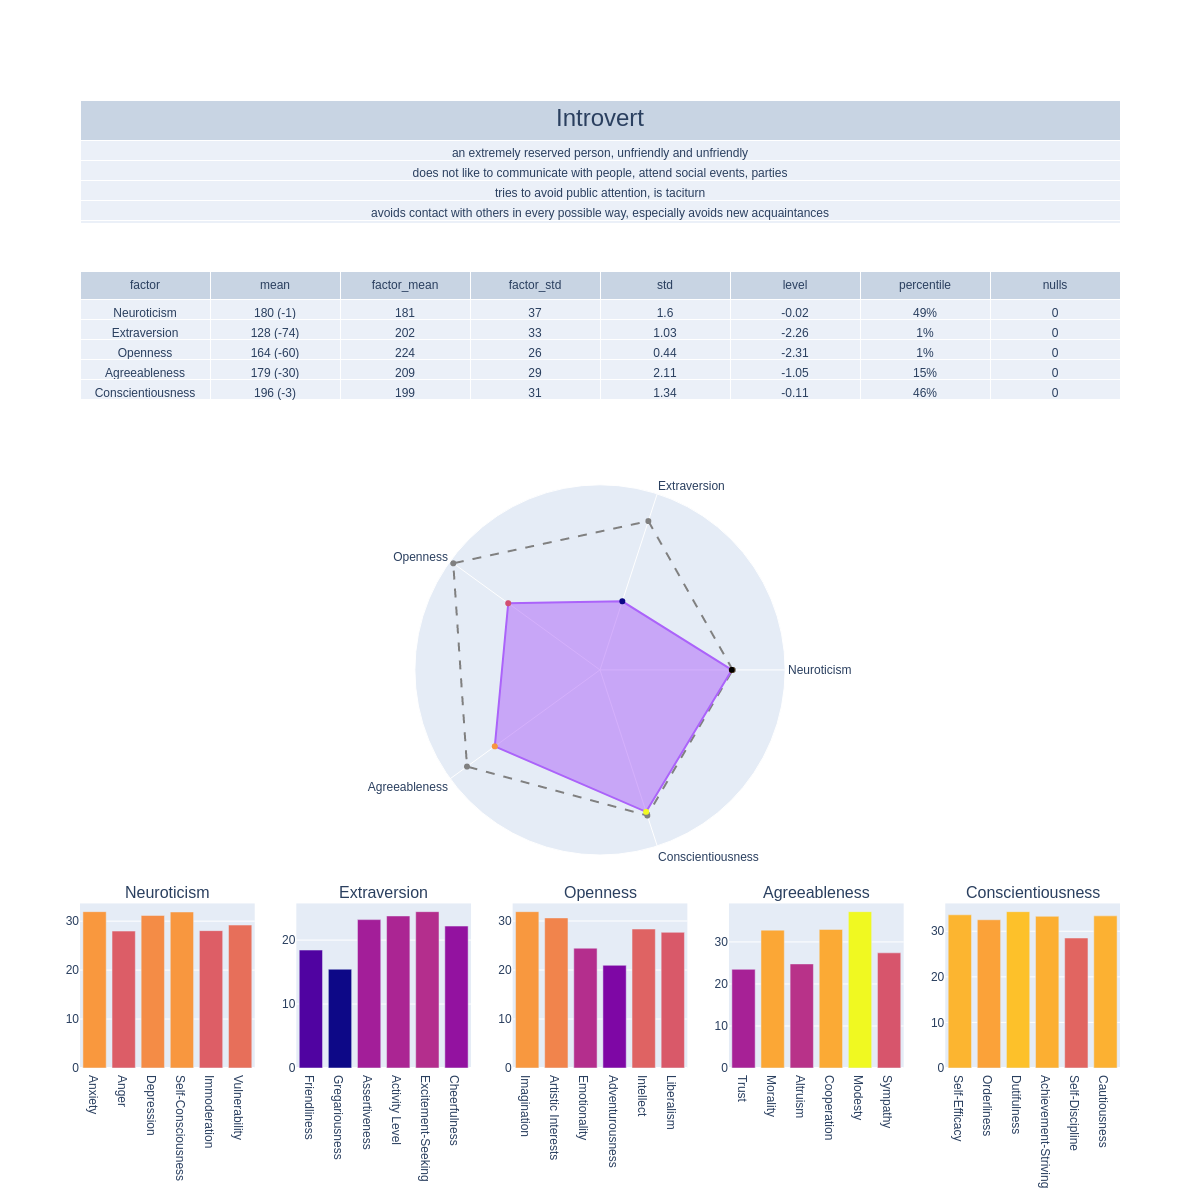 Introvert
an extremely reserved person, unfriendly and unfriendly
does not like to communicate with people, attend social events, parties
tries to avoid public attention, is taciturn
avoids contact with others in every possible way, especially avoids new acquaintances
factor mean factor_mean factor_std std level percentile nulls
Neuroticism 180 (-1) 181 37 1.6 -0.02 49% 0
Extraversion 128 (-74) 202 33 1.03 -2.26 1% 0
Openness 164 (-60) 224 26 0.44 -2.31 1% 0
Agreeableness 179 (-30) 209 29 2.11 -1.05 15% 0
Conscientiousness 196 (-3) 199 31 1.34 -0.11 46% 0
Extraversion
Openness
Neuroticism
Agreeableness
Conscientiousness
Neuroticism
30
20
10
0
Anxiety
Anger
Depression
Self-Consciousness
Immoderation
Vulnerability
Extraversion
20
10
0
Friendliness
Gregariousness
Assertiveness
Activity Level
Excitement-Seeking
Cheerfulness
Openness
30
20
10
0
Imagination
Artistic Interests
Emotionality
Adventurousness
Intellect
Liberalism
Agreeableness
30
20
10
0
Trust
Morality
Altruism
Cooperation
Modesty
Sympathy
Conscientiousness
30
20
10
0
Self-Efficacy
Orderliness
Dutifulness
Achievement-Striving
Self-Discipline
Cautiousness